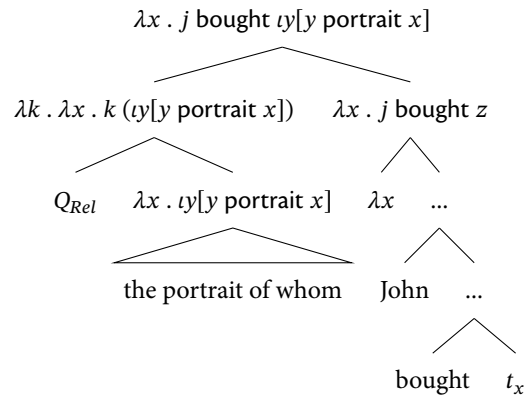 λx . j bought ιy[y portrait x]
λk . λx . k (ιy[y portrait x]) λx . j bought z
Q_Rel λx . ιy[y portrait x] λx ...
the portrait of whom John ...
bought t_x